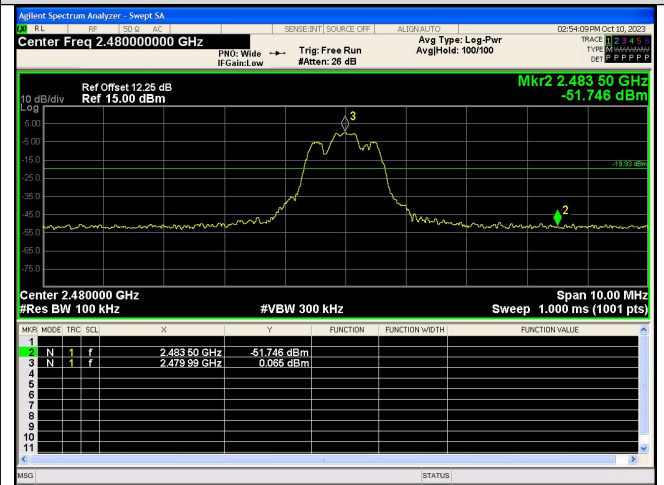 Agilent Spectrum Analyzer - Swept SA
RL RF 50 Ω AC SENSE:INT SOURCE OFF ALIGN AUTO 02:54:09 PM Oct 10, 2023
Center Freq 2.480000000 GHz
PNO: Wide Trig: Free Run Avg Type: Log-Pwr TRACE 1 2 3 4 5 6
IFGain:Low #Atten: 26 dB Avg|Hold: 100/100 TYPE M
DET P P P P P P
Mkr2 2.483 50 GHz
-51.746 dBm
Ref Offset 12.25 dB
10 dB/div Ref 15.00 dBm
Log
5.00
-5.00
-15.0
-25.0
-35.0
-45.0
-55.0
-65.0
-75.0
3
-19.93 dBm
2
Center 2.480000 GHz Span 10.00 MHz
#Res BW 100 kHz #VBW 300 kHz Sweep 1.000 ms (1001 pts)
MKR MODE TRC SCL X Y FUNCTION FUNCTION WIDTH FUNCTION VALUE
1
2 N 1 f 2.483 50 GHz -51.746 dBm
3 N 1 f 2.479 99 GHz 0.065 dBm
4
5
6
7
8
9
10
11
MSG STATUS